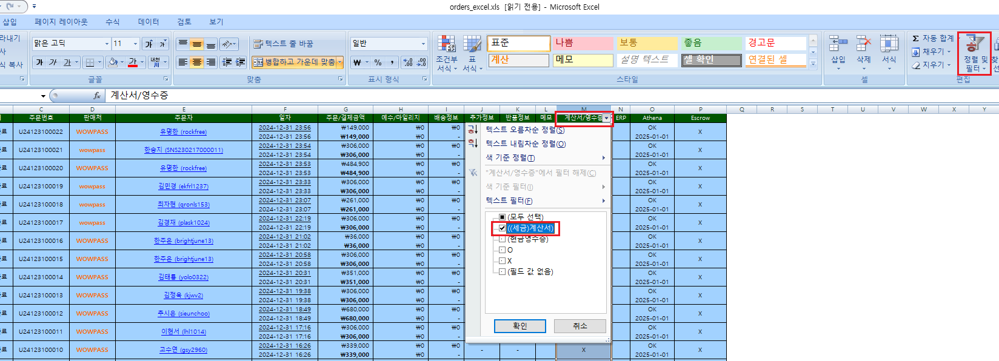 orders_excel.xls [읽기 전용] - Microsoft Excel
삽입 페이지 레이아웃 수식 데이터 검토 보기
맑은 고딕 11 가 가
텍스트 줄 바꿈
일반
표준 나쁨 보통 좋음 경고문
Σ 자동 합계
가 가 가 내천
병합하고 가운데 맞춤
₩ % ,
조건부 서식
표 서식
계산 메모 설명 텍스트 셀 확인 연결된 셀
삽입 삭제 서식
채우기
지우기
정렬 및 필터
글꼴 맞춤 표시 형식 스타일 셀 편집
fx 계산서/영수증
C D E F G H I J K L M N O P Q R S T U V W X Y
주문번호 판매처 주문자 일자 주문/결제금액 예수/마일리지 배송정보 추가정보 반품정보 메모 계산서/영수증 ERP Athena Escrow
U24123100022 WOWPASS 유명한 (rockfree) 2024-12-31 23:56 ₩149,000 ₩0 ₩0 OK X
2024-12-31 23:56 ₩149,000 ₩0 - 2025-01-01
U24123100021 wowpass 한승지 (SNS230217000011) 2024-12-31 23:54 ₩306,000 ₩0 ₩0 OK X
2024-12-31 23:54 ₩306,000 ₩0 - 2025-01-01
U24123100020 WOWPASS 유명한 (rockfree) 2024-12-31 23:53 ₩484,900 ₩0 ₩0 OK X
2024-12-31 23:53 ₩484,900 ₩0 - 2025-01-01
U24123100019 wowpass 김민경 (ekfrl1237) 2024-12-31 23:33 ₩306,000 ₩0 ₩0 OK X
2024-12-31 23:33 ₩306,000 ₩0 - 2025-01-01
U24123100018 wowpass 최자현 (qronls153) 2024-12-31 23:07 ₩261,000 ₩0 ₩0 OK X
2024-12-31 23:07 ₩261,000 ₩0 - 2025-01-01
U24123100017 wowpass 김경재 (plask1024) 2024-12-31 22:19 ₩306,000 ₩0 ₩0 OK X
2024-12-31 22:19 ₩306,000 ₩0 - 2025-01-01
U24123100016 WOWPASS 한주은 (brightjune13) 2024-12-31 21:02 ₩36,000 ₩0 ₩0 OK X
2024-12-31 21:02 ₩36,000 ₩0 - 2025-01-01
U24123100015 WOWPASS 한주은 (brightjune13) 2024-12-31 20:58 ₩306,000 ₩0 ₩0 OK X
2024-12-31 20:58 ₩306,000 ₩0 - 2025-01-01
U24123100014 WOWPASS 김태룡 (yolo0322) 2024-12-31 20:31 ₩351,000 ₩0 ₩0 OK X
2024-12-31 20:31 ₩351,000 ₩0 - 2025-01-01
U24123100013 WOWPASS 김정욱 (kjwv2) 2024-12-31 19:38 ₩306,000 ₩0 ₩0 OK X
2024-12-31 19:38 ₩306,000 ₩0 - 2025-01-01
U24123100012 WOWPASS 주시은 (sieunchoo) 2024-12-31 18:49 ₩680,000 ₩0 ₩0 OK X
2024-12-31 18:49 ₩680,000 ₩0 - 2025-01-01
U24123100011 WOWPASS 이현서 (lhl1014) 2024-12-31 17:16 ₩306,000 ₩0 ₩0 OK X
2024-12-31 17:16 ₩306,000 ₩0 - 2025-01-01
U24123100010 WOWPASS 고수연 (gsy2960) 2024-12-31 16:26 ₩339,000 ₩0 ₩0 - - X OK X
2024-12-31 16:26 ₩339,000 ₩0 - 2025-01-01
텍스트 오름차순 정렬(S)
텍스트 내림차순 정렬(O)
색 기준 정렬(T)
"계산서/영수증"에서 필터 해제(C)
색 기준 필터(I)
텍스트 필터(F)
(모두 선택)
((세금)계산서)
(현금영수증)
O
X
(필드 값 없음)
확인 취소